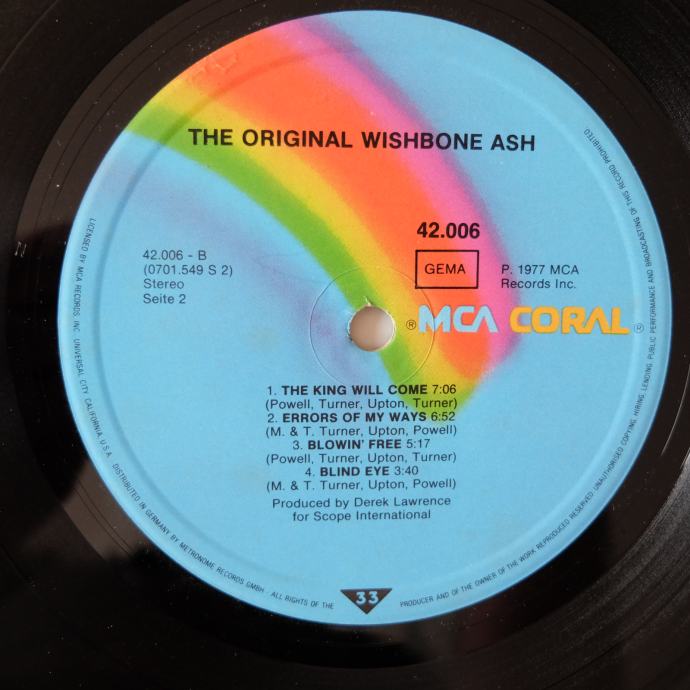 THE ORIGINAL WISHBONE ASH
42.006
GEMA
P. 1977 MCA
Records Inc.
42.006 - B
(0701.549 S 2)
Stereo
Seite 2
® MCA CORAL ®
1. THE KING WILL COME 7:06
(Powell, Turner, Upton, Turner)
2. ERRORS OF MY WAYS 6:52
(M. & T. Turner, Upton, Powell)
3. BLOWIN' FREE 5:17
(Powell, Turner, Upton, Turner)
4. BLIND EYE 3:40
(M. & T. Turner, Upton, Powell)
Produced by Derek Lawrence
for Scope International
33
LICENSED BY MCA RECORDS, INC. UNIVERSAL CITY, CALIFORNIA, U.S.A. DISTRIBUTED IN GERMANY BY METRONOME RECORDS GMBH · ALL RIGHTS OF THE PRODUCER AND OF THE OWNER OF THE WORK REPRODUCED RESERVED. UNAUTHORISED COPYING, HIRING, LENDING, PUBLIC PERFORMANCE AND BROADCASTING OF THIS RECORD PROHIBITED